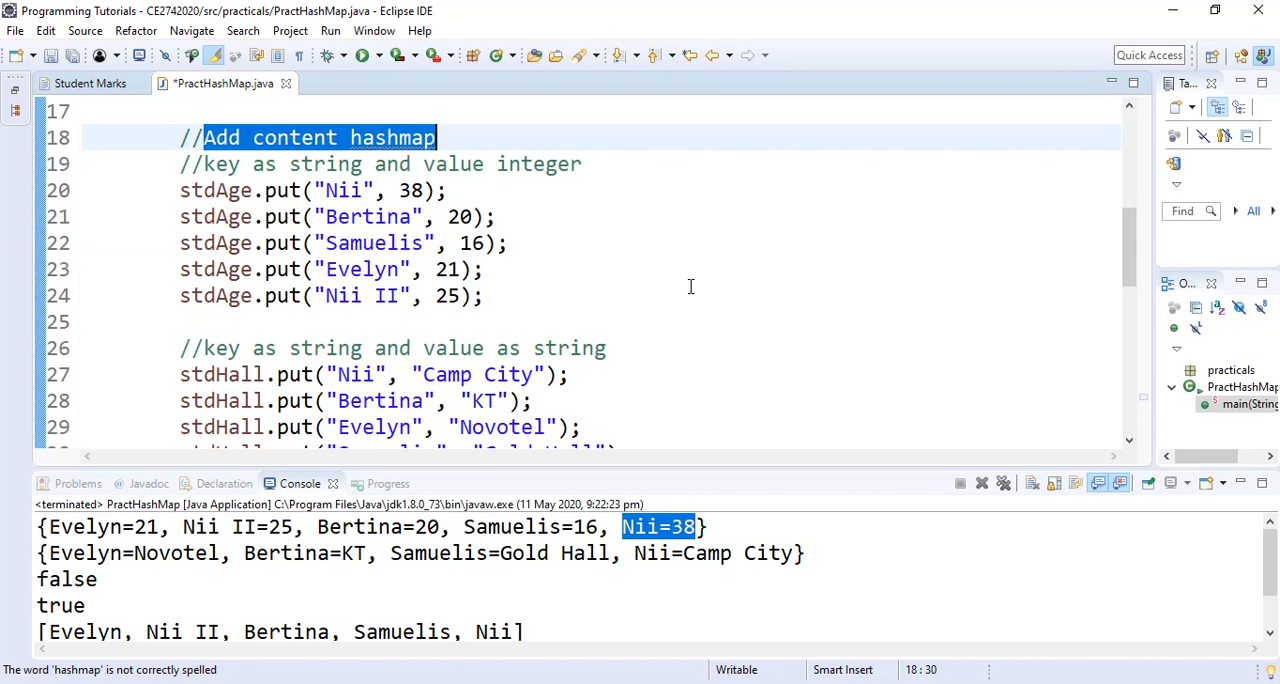 Programming Tutorials - CE2742020/src/practicals/PractHashMap.java - Eclipse IDE
File Edit Source Refactor Navigate Search Project Run Window Help
Quick Access
Student Marks *PractHashMap.java Ta...
17
18 //Add content hashmap
19 //key as string and value integer
20 stdAge.put("Nii", 38);
21 stdAge.put("Bertina", 20);
22 stdAge.put("Samuelis", 16);
23 stdAge.put("Evelyn", 21);
24 stdAge.put("Nii II", 25);
25
26 //key as string and value as string
27 stdHall.put("Nii", "Camp City");
28 stdHall.put("Bertina", "KT");
29 stdHall.put("Evelyn", "Novotel");
Find All
O...
practicals
PractHashMap
main(String
Problems Javadoc Declaration Console Progress
<terminated> PractHashMap [Java Application] C:\Program Files\Java\jdk1.8.0_73\bin\javaw.exe (11 May 2020, 9:22:23 pm)
{Evelyn=21, Nii II=25, Bertina=20, Samuelis=16, Nii=38}
{Evelyn=Novotel, Bertina=KT, Samuelis=Gold Hall, Nii=Camp City}
false
true
[Evelyn, Nii II, Bertina, Samuelis, Nii]
The word 'hashmap' is not correctly spelled Writable Smart Insert 18 : 30